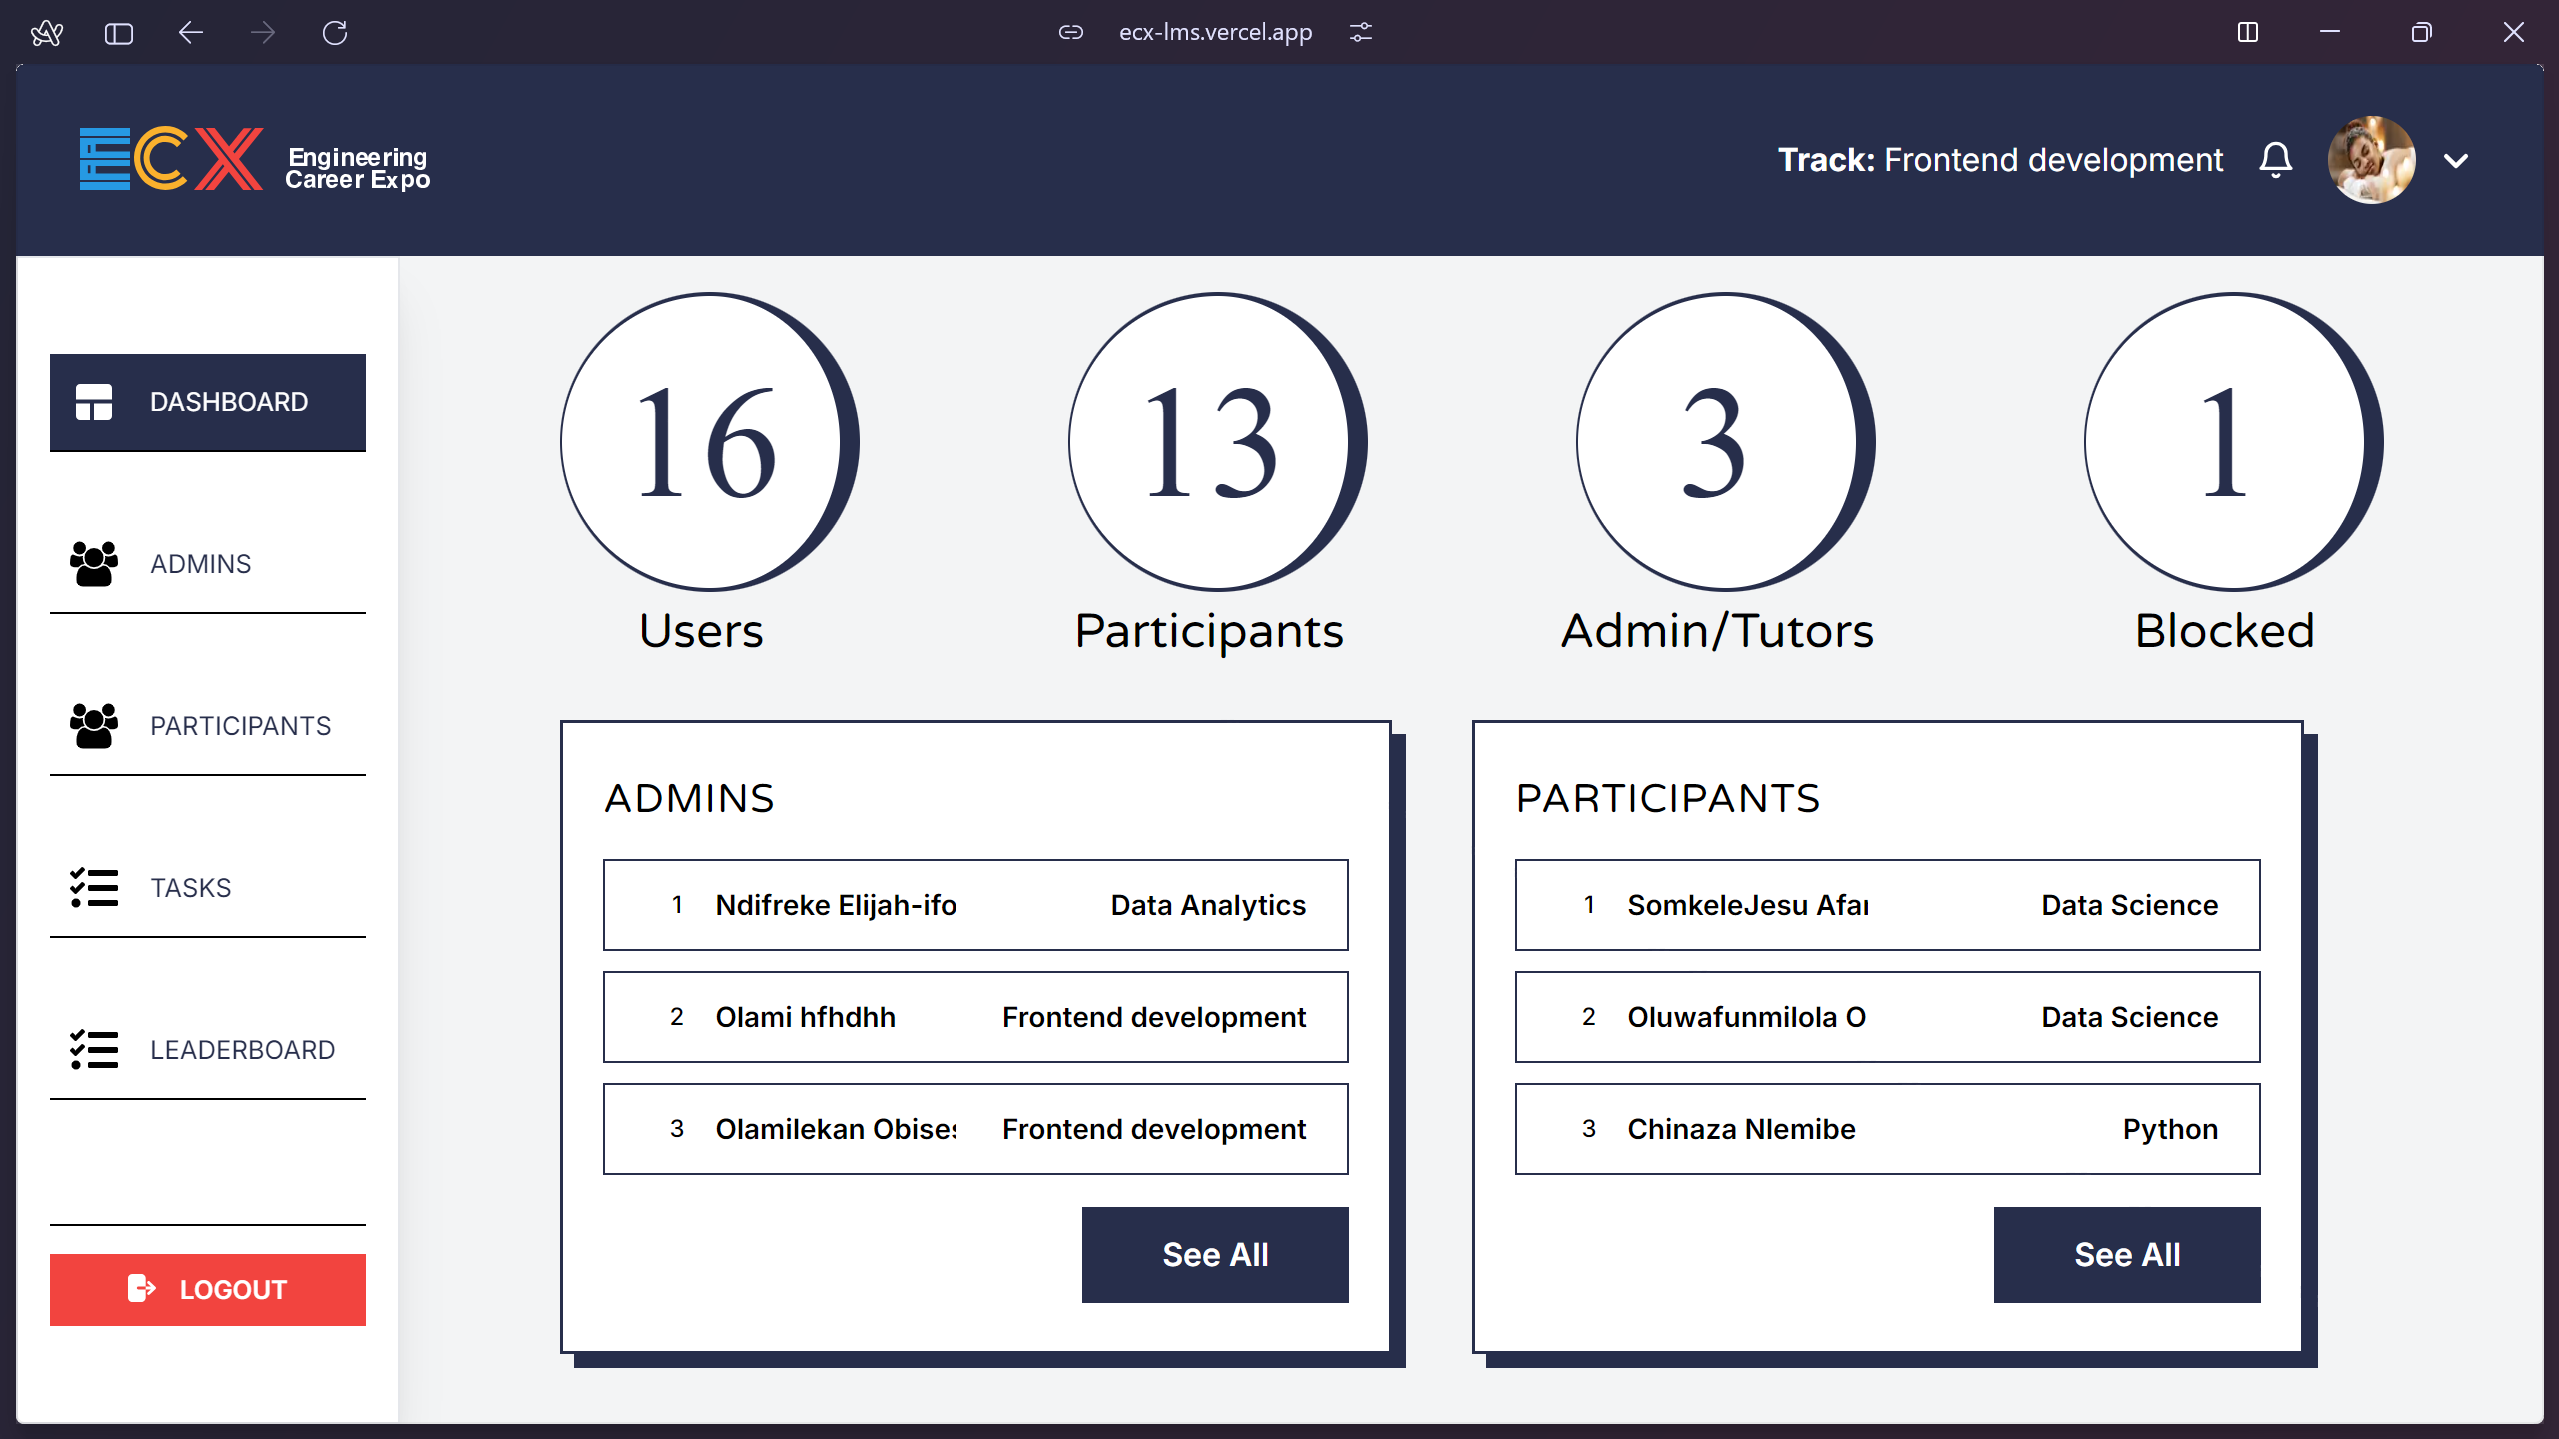 ecx-lms.vercel.app
ECX Engineering
Career Expo
Track: Frontend development
DASHBOARD
ADMINS
PARTICIPANTS
TASKS
LEADERBOARD
LOGOUT
16
Users
13
Participants
3
Admin/Tutors
1
Blocked
ADMINS
1 Ndifreke Elijah-ifo Data Analytics
2 Olami hfhdhh Frontend development
3 Olamilekan Obises Frontend development
See All
PARTICIPANTS
1 SomkeleJesu Afa Data Science
2 Oluwafunmilola O Data Science
3 Chinaza Nlemibe Python
See All